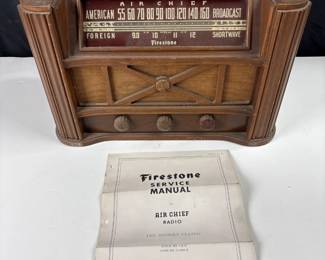 AIR CHIEF
AMERICAN 55 60 70 80 90 100 120 140 160 BROADCAST
FOREIGN 9.0 10 11 12 SHORTWAVE
Firestone
Firestone
SERVICE
MANUAL
AIR CHIEF
RADIO